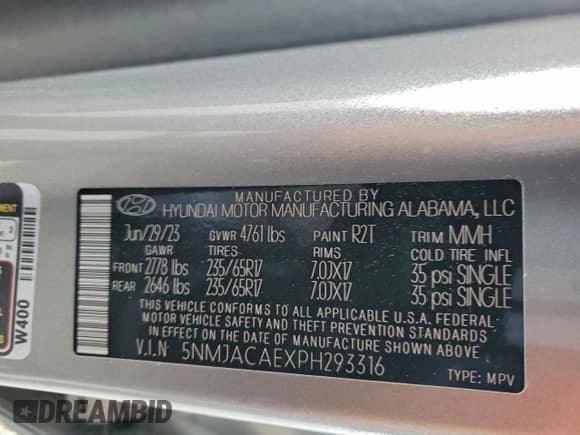 MANUFACTURED BY
HYUNDAI MOTOR MANUFACTURING ALABAMA, LLC
Jun/29/23 GVWR 4761 lbs PAINT R2T TRIM MMH
GAWR TIRES: RIMS COLD TIRE INFL
FRONT 2778 lbs 235/65R17 7.0JX17 35 psi SINGLE
REAR 2646 lbs 235/65R17 7.0JX17 35 psi SINGLE
THIS VEHICLE CONFORMS TO ALL APPLICABLE U.S.A. FEDERAL
MOTOR VEHICLE SAFETY AND THEFT PREVENTION STANDARDS
IN EFFECT ON THE DATE OF MANUFACTURE SHOWN ABOVE
V.I.N 5NMJACAEXPH293316
TYPE: MPV
W400
DREAMBID